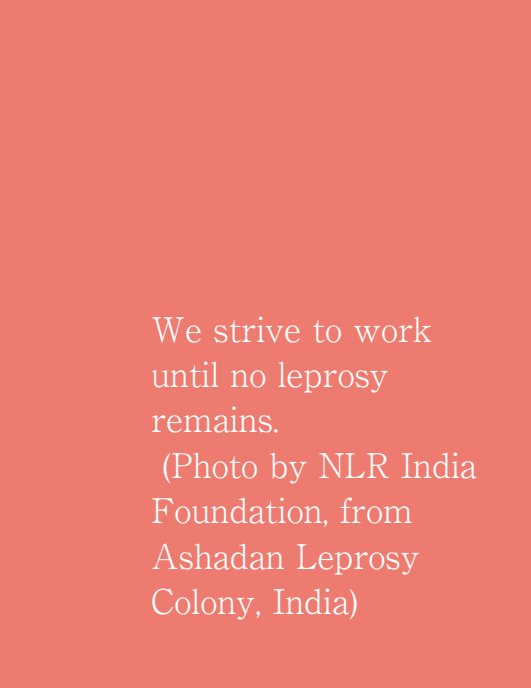 We strive to work
until no leprosy
remains.
(Photo by NLR India
Foundation, from
Ashadan Leprosy
Colony, India)